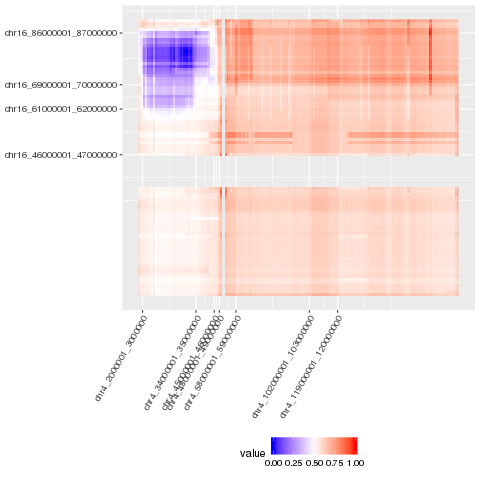 chr16_86000001_87000000
chr16_69000001_70000000
chr16_61000001_62000000
chr16_46000001_47000000
chr4_2000001_3000000
chr4_34000001_35000000
chr4_45000001_46000000
chr4_58000001_59000000
chr4_102000001_103000000
chr4_119000001_120000000
value
0.00 0.25 0.50 0.75 1.00